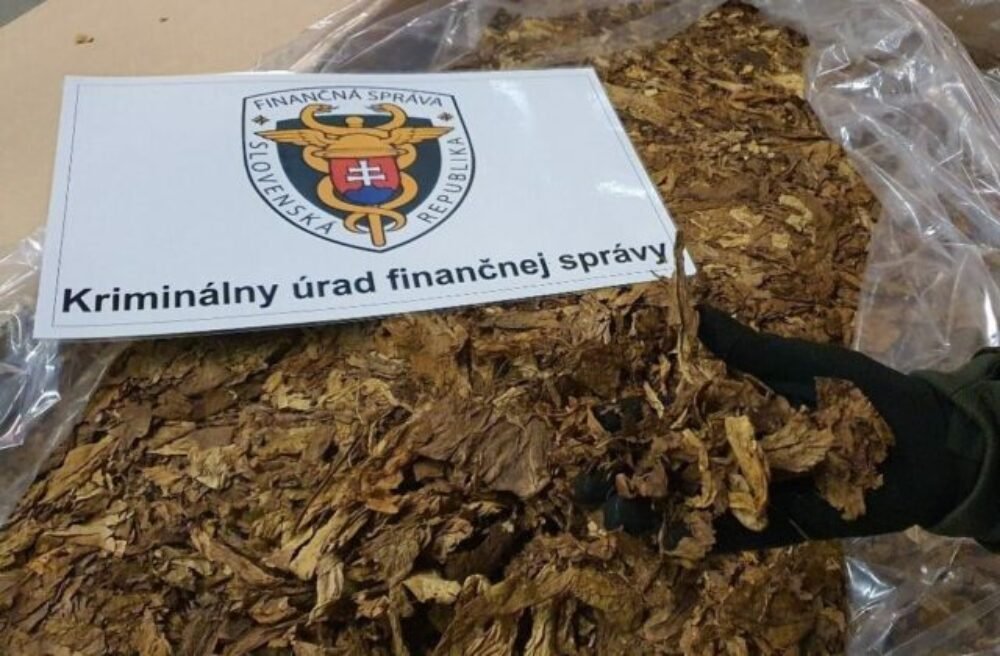 FINANČNÁ SPRÁVA
SLOVENSKÁ REPUBLIKA
Kriminálny úrad finančnej správy